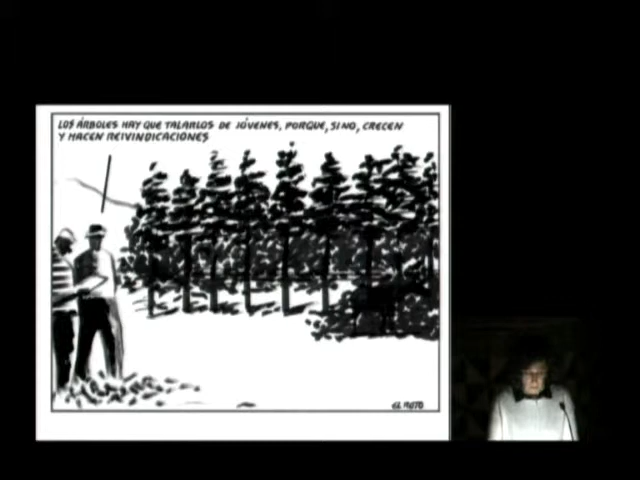 LOS ÁRBOLES HAY QUE TALARLOS DE JÓVENES, PORQUE, SI NO, CRECEN
Y HACEN REIVINDICACIONES
EL ROTO